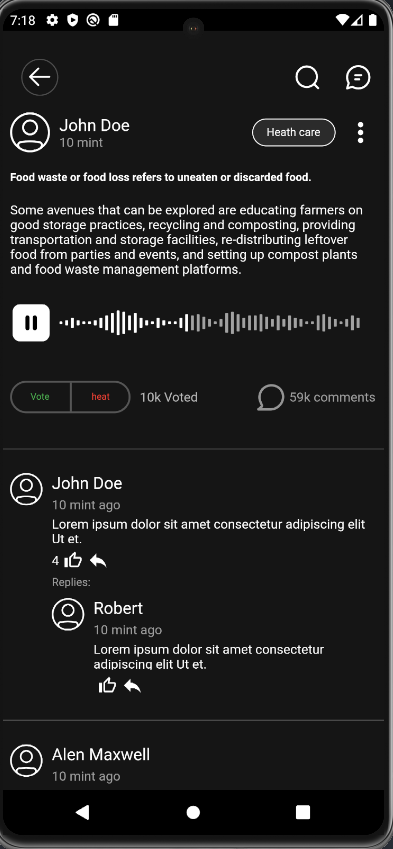 7:18
John Doe
10 mint
Heath care
Food waste or food loss refers to uneaten or discarded food.
Some avenues that can be explored are educating farmers on
good storage practices, recycling and composting, providing
transportation and storage facilities, re-distributing leftover
food from parties and events, and setting up compost plants
and food waste management platforms.
Vote heat 10k Voted 59k comments
John Doe
10 mint ago
Lorem ipsum dolor sit amet consectetur adipiscing elit
Ut et.
4
Replies:
Robert
10 mint ago
Lorem ipsum dolor sit amet consectetur
adipiscing elit Ut et.
Alen Maxwell
10 mint ago